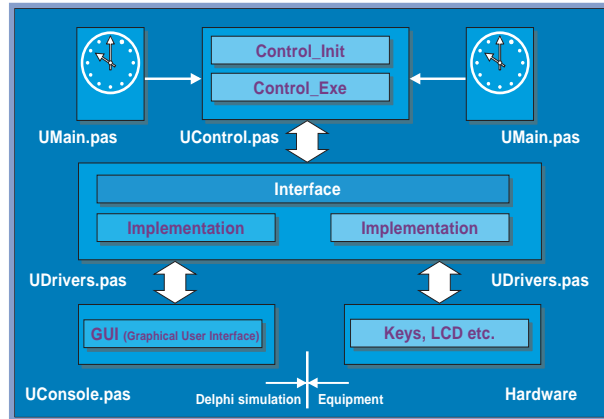 Control_Init
Control_Exe
UMain.pas
UControl.pas
UMain.pas
Interface
Implementation
Implementation
UDrivers.pas
UDrivers.pas
GUI (Graphical User Interface)
Keys, LCD etc.
UConsole.pas
Delphi simulation
Equipment
Hardware